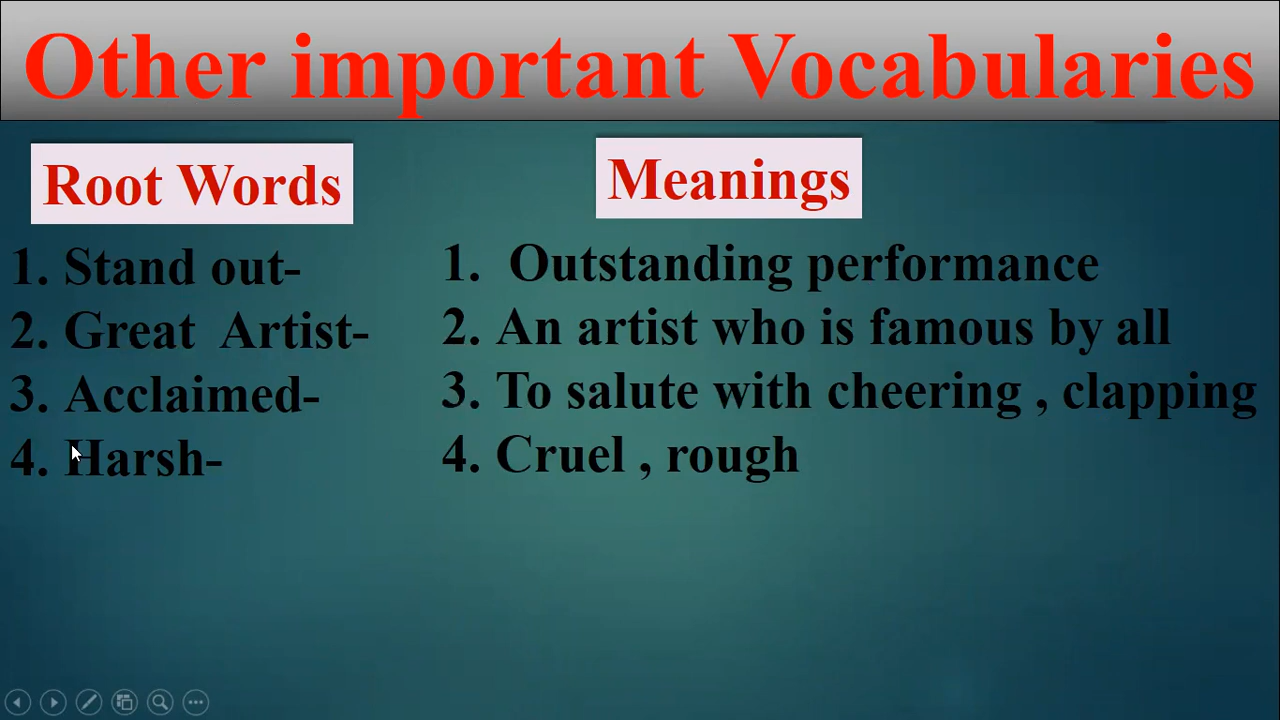 Other important Vocabularies
Root Words
Meanings
1. Stand out-
1. Outstanding performance
2. Great Artist-
2. An artist who is famous by all
3. Acclaimed-
3. To salute with cheering , clapping
4. Harsh-
4. Cruel , rough